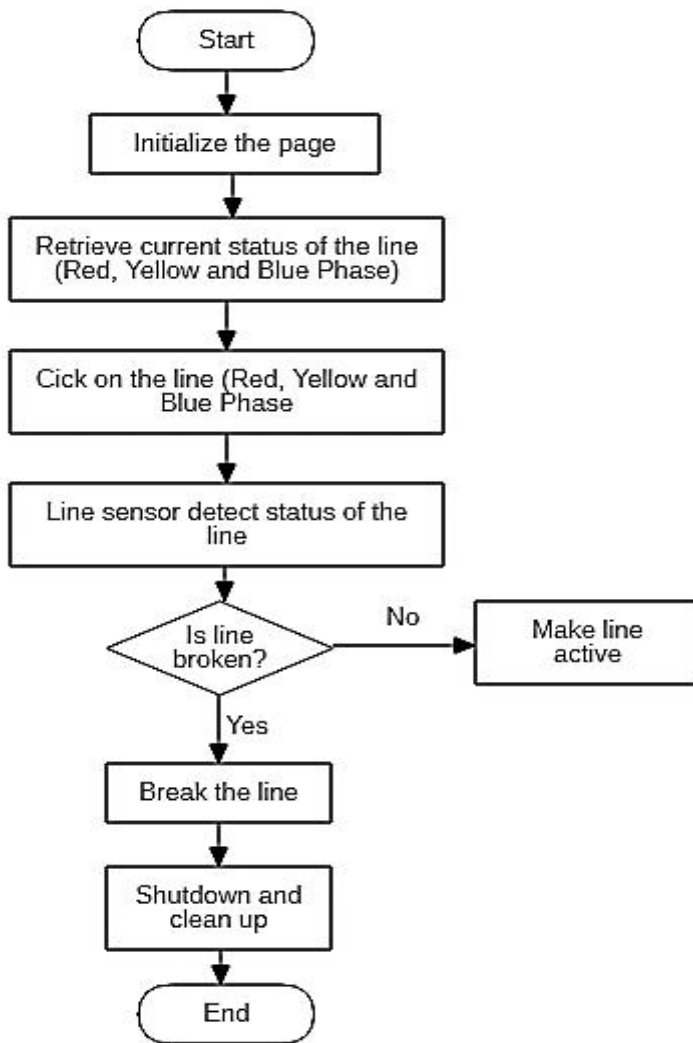 Start
Initialize the page
Retrieve current status of the line
(Red, Yellow and Blue Phase)
Cick on the line (Red, Yellow and
Blue Phase
Line sensor detect status of the
line
Is line
broken?
No
Make line
active
Yes
Break the line
Shutdown and
clean up
End